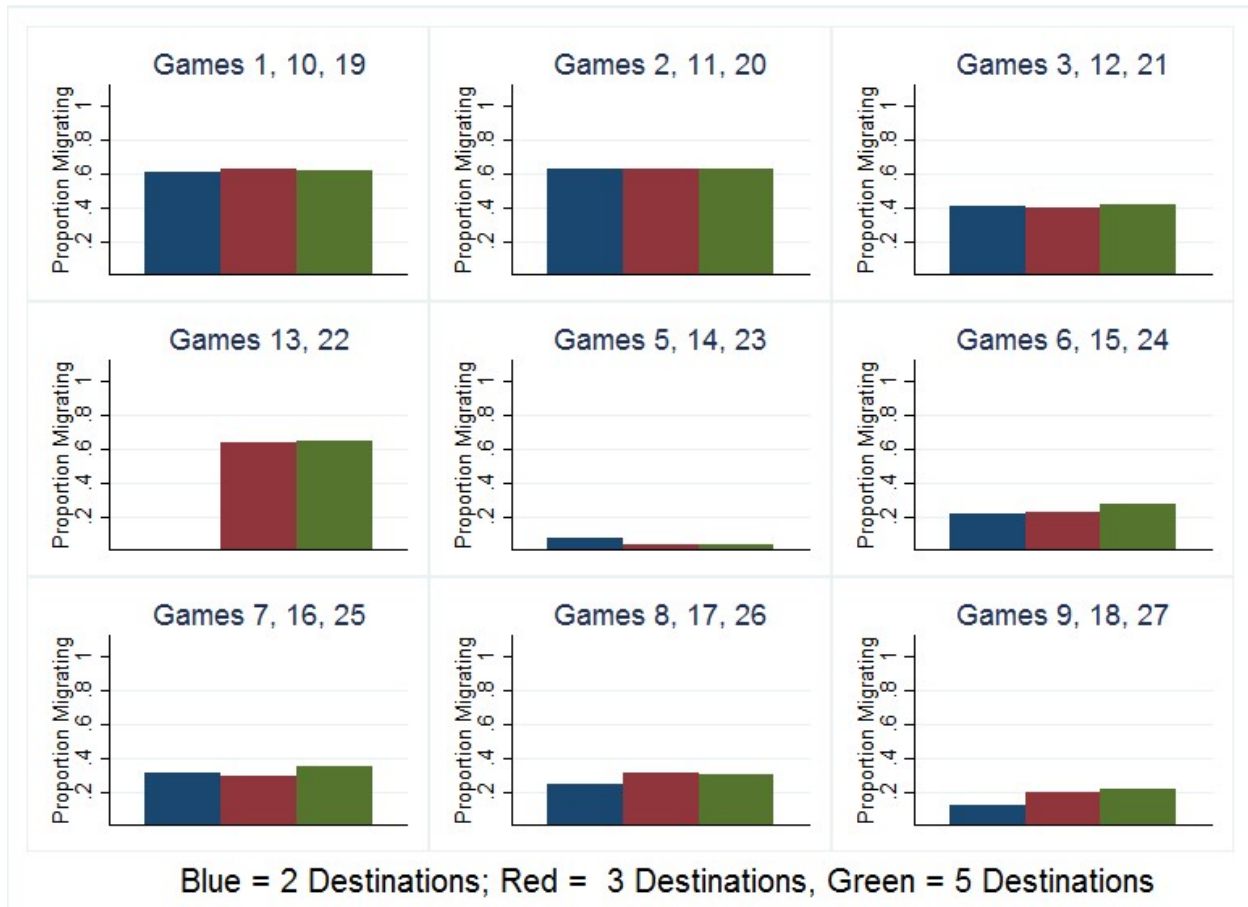 Games 1, 10, 19
Proportion Migrating
1
.8
.6
.4
.2
Games 2, 11, 20
Proportion Migrating
1
.8
.6
.4
.2
Games 3, 12, 21
Proportion Migrating
1
.8
.6
.4
.2
Games 13, 22
Proportion Migrating
1
.8
.6
.4
.2
Games 5, 14, 23
Proportion Migrating
1
.8
.6
.4
.2
Games 6, 15, 24
Proportion Migrating
1
.8
.6
.4
.2
Games 7, 16, 25
Proportion Migrating
1
.8
.6
.4
.2
Games 8, 17, 26
Proportion Migrating
1
.8
.6
.4
.2
Games 9, 18, 27
Proportion Migrating
1
.8
.6
.4
.2
Blue = 2 Destinations; Red =  3 Destinations, Green = 5 Destinations